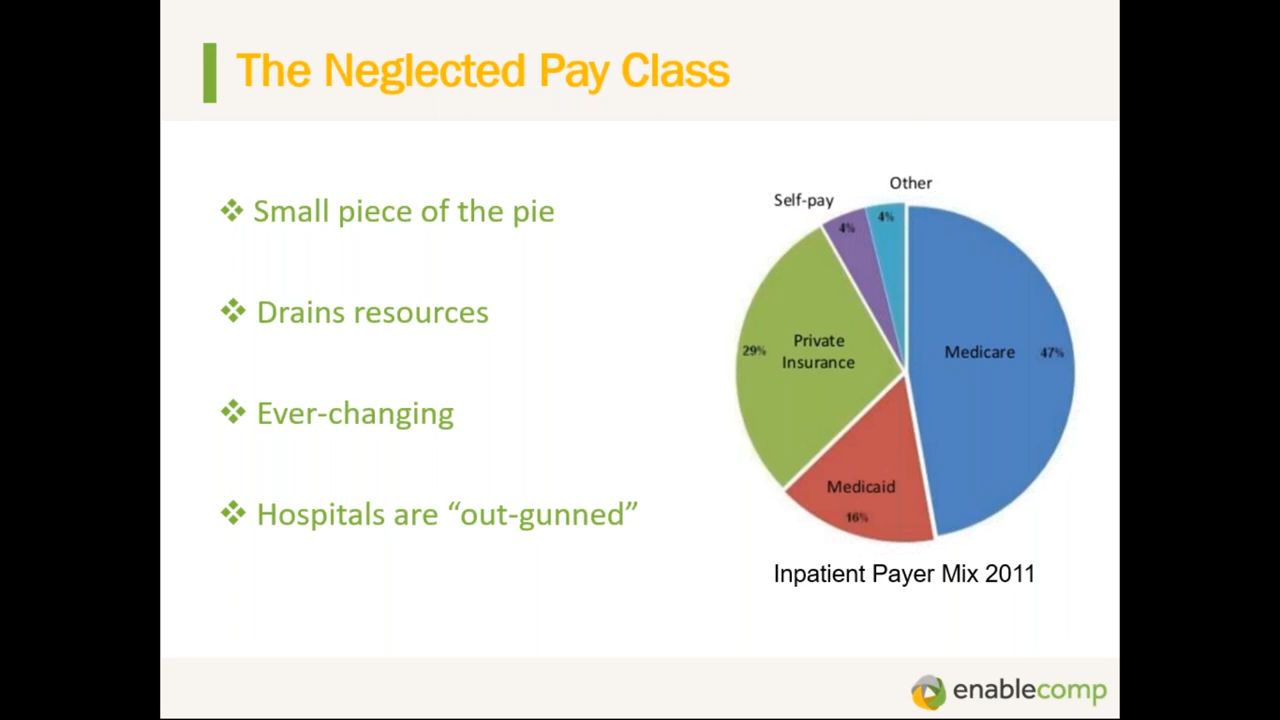 The Neglected Pay Class
Small piece of the pie
Drains resources
Ever-changing
Hospitals are “out-gunned”
Other
Self-pay
4%
4%
Private
Insurance
29%
Medicare
47%
Medicaid
16%
Inpatient Payer Mix 2011
enablecomp